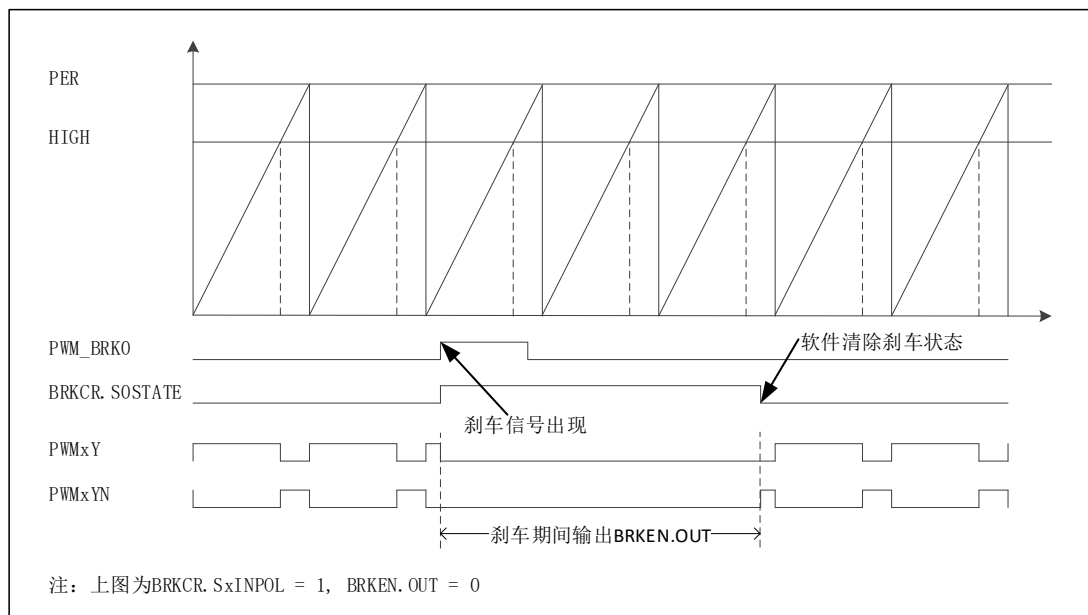 PER
HIGH
PWM_BRK0
软件清除刹车状态
BRKCR.S0STATE
刹车信号出现
PWMxY
PWMxYN
刹车期间输出BRKEN.OUT
注：上图为BRKCR.SxINPOL = 1, BRKEN.OUT = 0